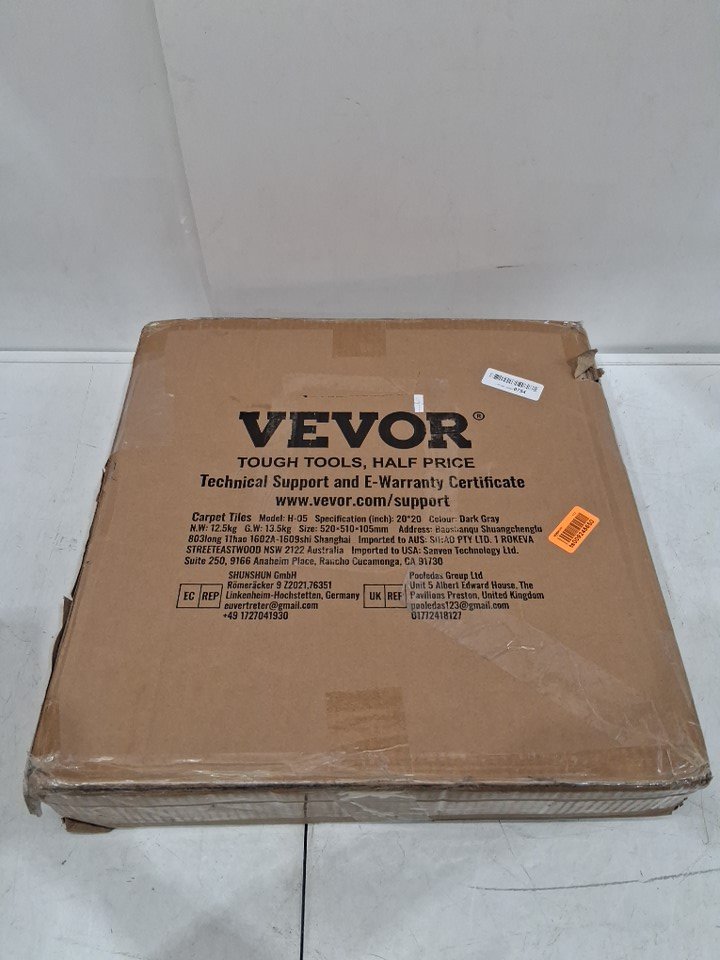 VEVOR®
TOUGH TOOLS, HALF PRICE
Technical Support and E-Warranty Certificate
www.vevor.com/support
Carpet Tiles Model: H-05 Specification (inch): 20*20 Colour: Dark Gray
N.W: 12.5kg G.W: 13.5kg Size: 520×510×105mm Address: Baoshanqu Shuangchenglu
803long 11hao 1602A-1609shi Shanghai Imported to AUS: SIHAO PTY LTD. 1 ROKEVA
STREETEASTWOOD NSW 2122 Australia Imported to USA: Sanven Technology Ltd.
Suite 250, 9166 Anaheim Place, Rancho Cucamonga, CA 91730
EC REP
SHUNSHUN GmbH
Römeräcker 9 Z2021,76351
Linkenheim-Hochstetten, Germany
euvertreter@gmail.com
+49 1727041930
UK REP
Pooledas Group Ltd
Unit 5 Albert Edward House, The
Pavilions Preston, United Kingdom
pooledas123@gmail.com
01772418127